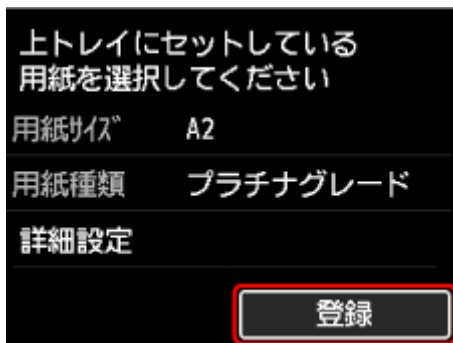 上トレイにセットしている
用紙を選択してください
用紙ｻｲｽﾞ A2
用紙種類 プラチナグレード
詳細設定
登録